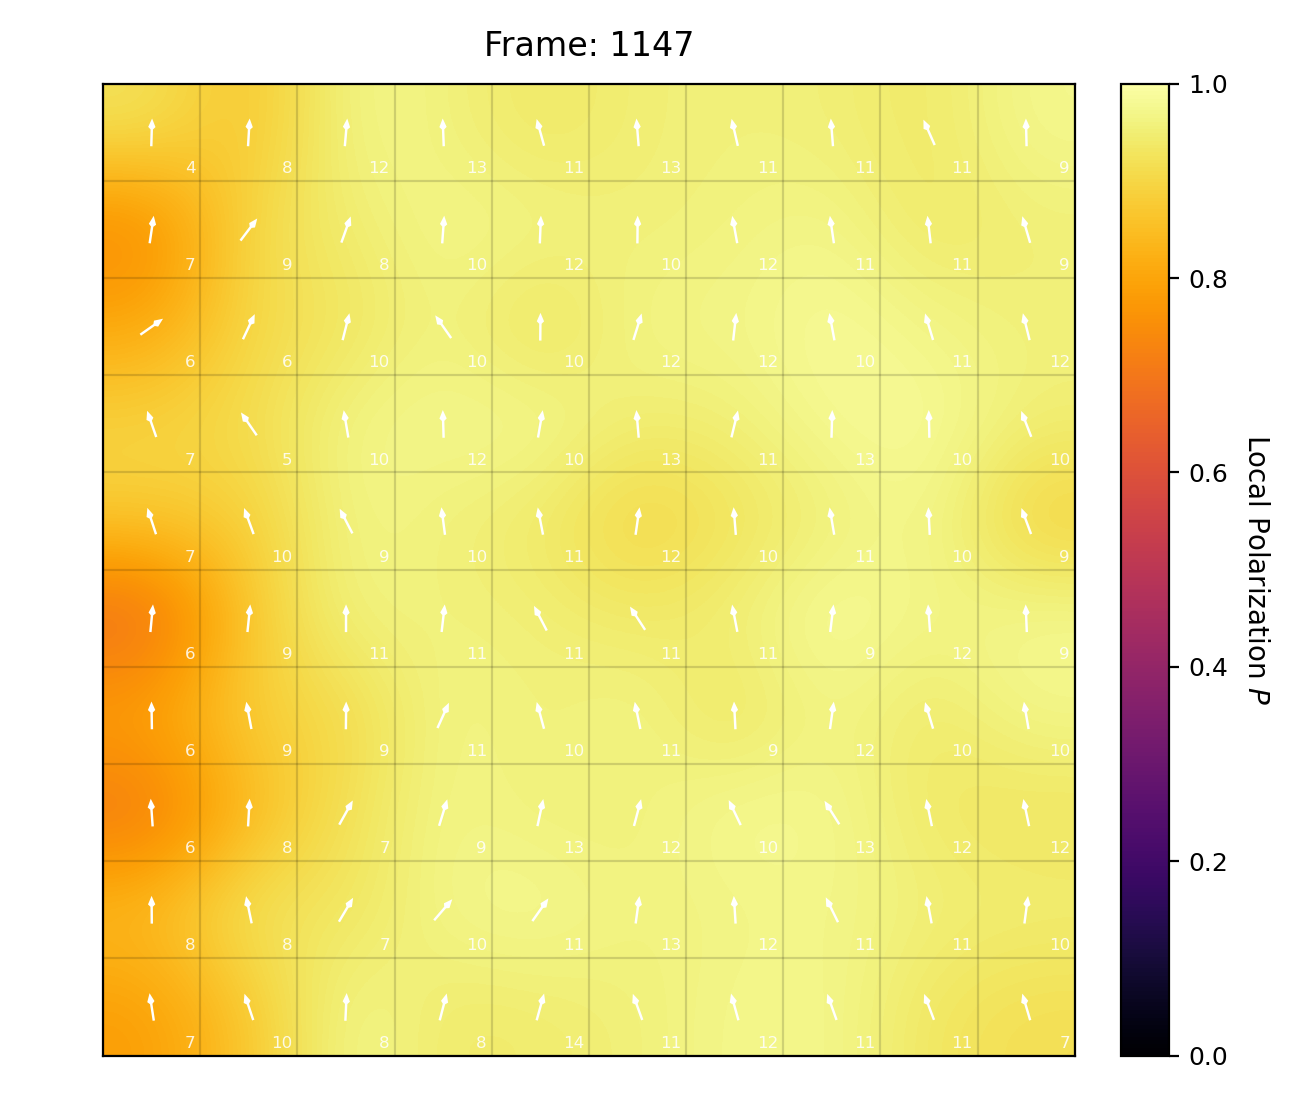 Frame: 1147
4 8 12 13 11 13 11 11 11 9
7 9 8 10 12 10 12 11 11 9
6 6 10 10 10 12 12 10 11 12
7 5 10 12 10 13 11 13 10 10
7 10 9 10 11 12 10 11 10 9
6 9 11 11 11 11 11 9 12 9
6 9 9 11 10 11 9 12 10 10
6 8 7 9 13 12 10 13 12 12
8 8 7 10 11 13 12 11 11 10
7 10 8 8 14 11 12 11 11 7
1.0
0.8
0.6
0.4
0.2
0.0
Local Polarization P